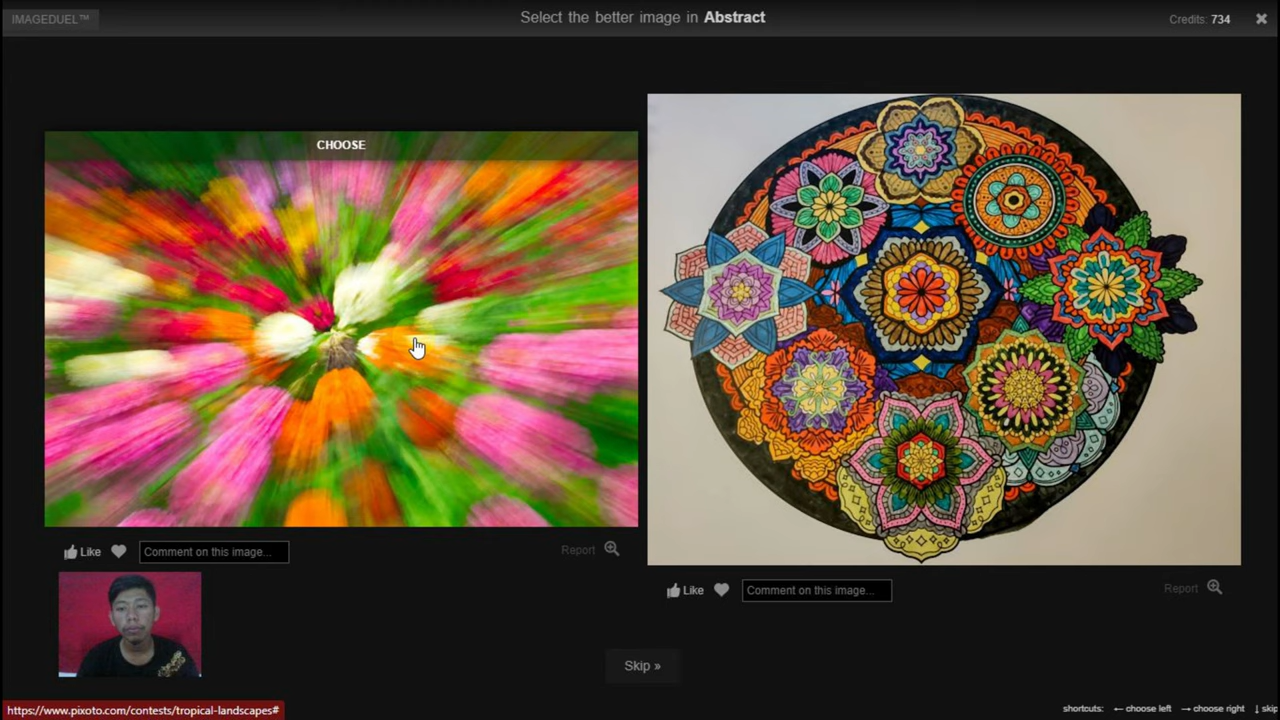 IMAGEDUEL™
Select the better image in Abstract
Credits: 734
CHOOSE
Like
Comment on this image...
Report
Like
Comment on this image...
Report
Skip »
https://www.pixoto.com/contests/tropical-landscapes#
shortcuts: ← choose left → choose right ↓ skip